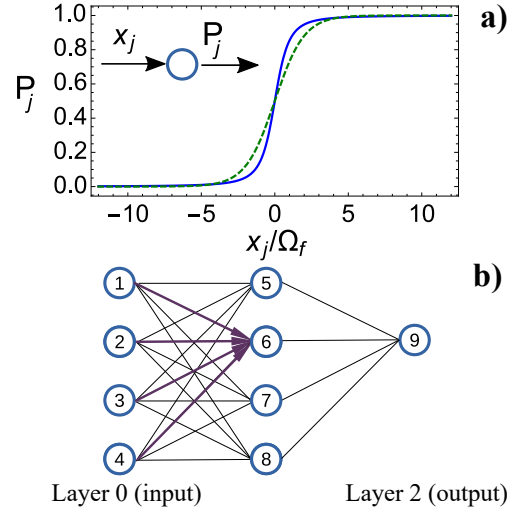 a)
x_j P_j
P_j
1.0
0.8
0.6
0.4
0.2
0.0
−10 −5 0 5 10
x_j/Ω_f
b)
1 5
2 6 9
3 7
4 8
Layer 0 (input) Layer 2 (output)